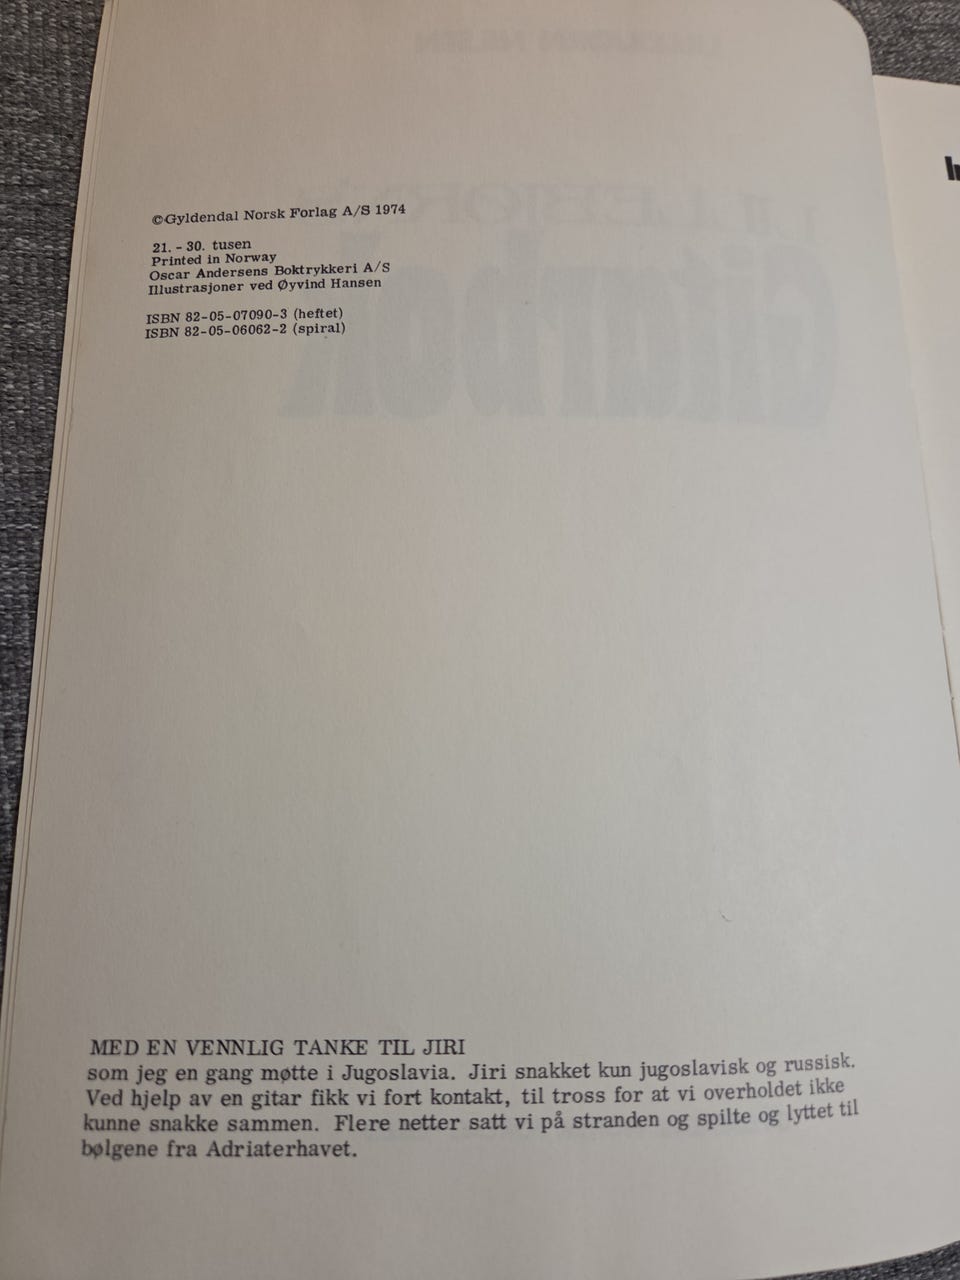 ©Gyldendal Norsk Forlag A/S 1974
21. - 30. tusen
Printed in Norway
Oscar Andersens Boktrykkeri A/S
Illustrasjoner ved Øyvind Hansen
ISBN 82-05-07090-3 (heftet)
ISBN 82-05-06062-2 (spiral)
MED EN VENNLIG TANKE TIL JIRI
som jeg en gang møtte i Jugoslavia. Jiri snakket kun jugoslavisk og russisk.
Ved hjelp av en gitar fikk vi fort kontakt, til tross for at vi overholdet ikke
kunne snakke sammen. Flere netter satt vi på stranden og spilte og lyttet til
bølgene fra Adriaterhavet.